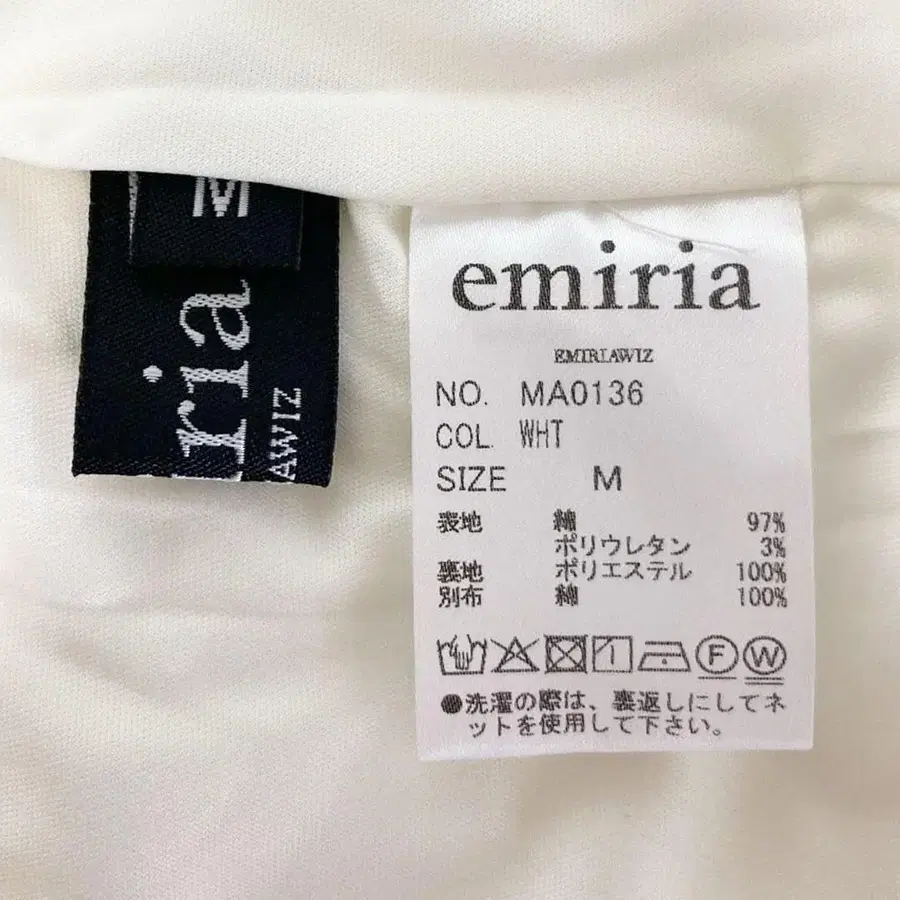 M
ria
AWIZ
emiria
EMIRIAWIZ
NO. MA0136
COL. WHT
SIZE M
表地 綿 97%
ポリウレタン 3%
裏地 ポリエステル 100%
別布 綿 100%
F W
●洗濯の際は、裏返しにしてネ
ットを使用して下さい。